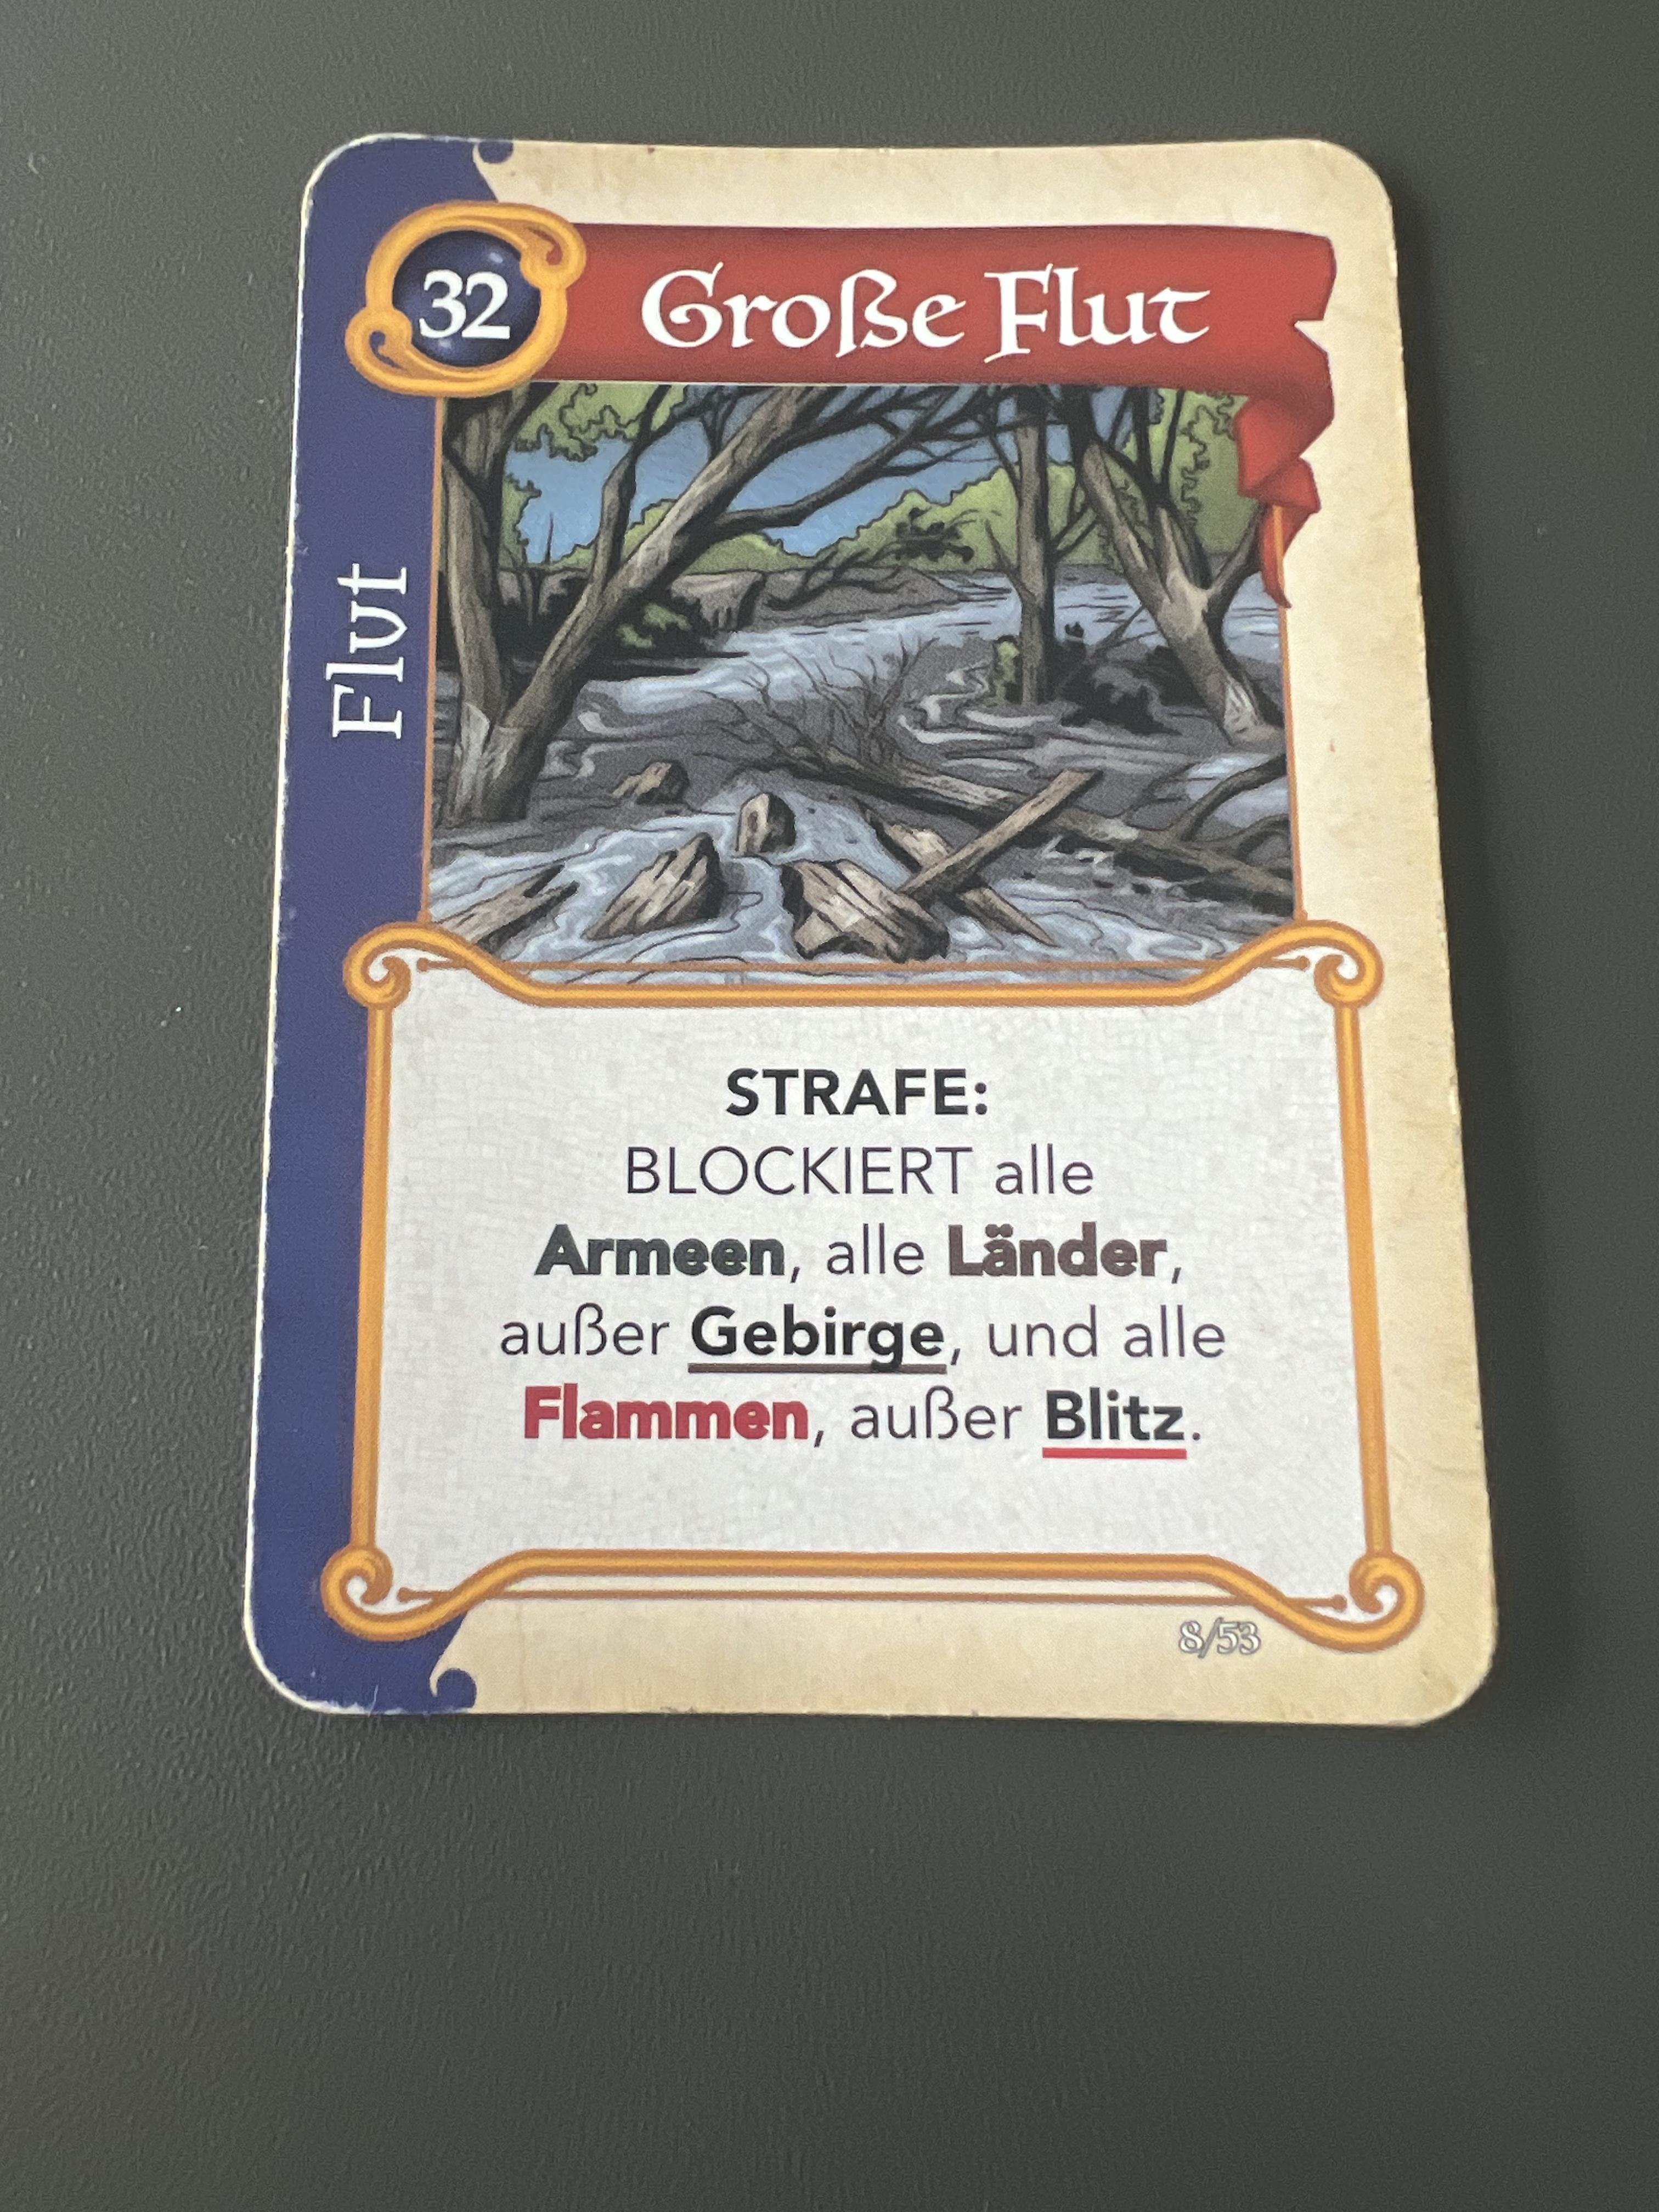 32
Große Flut
Flut
STRAFE:
BLOCKIERT alle
Armeen, alle Länder,
außer Gebirge, und alle
Flammen, außer Blitz.
8/53